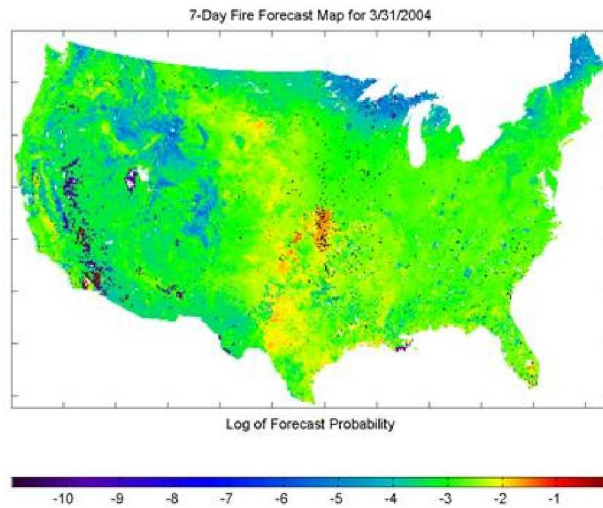 7-Day Fire Forecast Map for 3/31/2004
Log of Forecast Probability
-10 -9 -8 -7 -6 -5 -4 -3 -2 -1